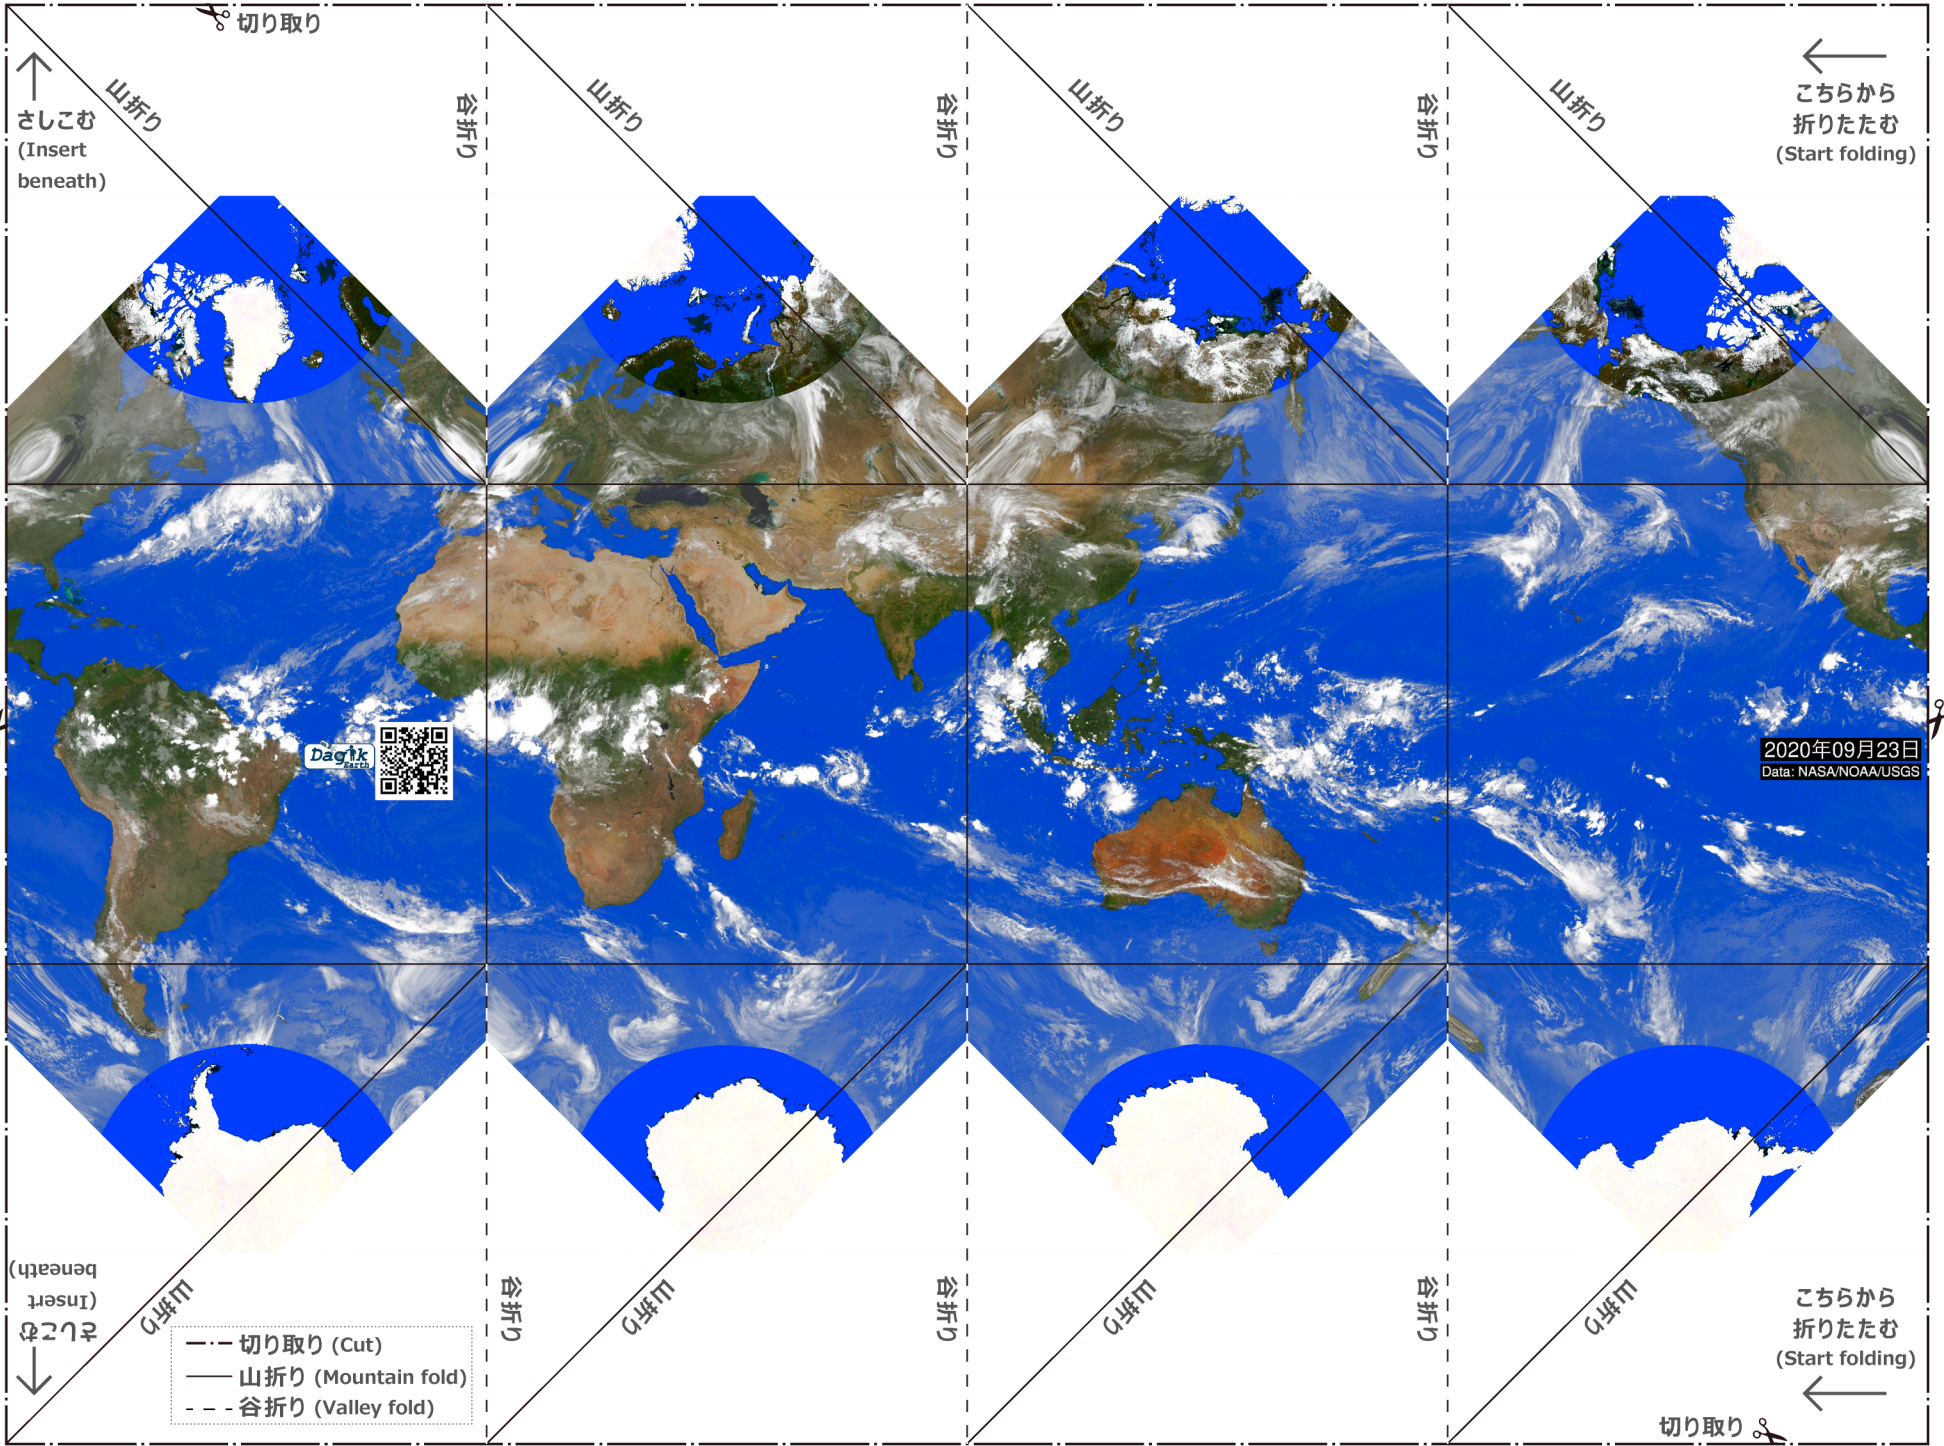 切り取り
山折り
谷折り
山折り
谷折り
山折り
谷折り
山折り
さしこむ
(Insert
beneath)
こちらから
折りたたむ
(Start folding)
Dagik
Earth
2020年09月23日
Data: NASA/NOAA/USGS
さしこむ
(Insert
beneath)
山折り
谷折り
山折り
谷折り
山折り
谷折り
山折り
切り取り (Cut)
山折り (Mountain fold)
谷折り (Valley fold)
こちらから
折りたたむ
(Start folding)
切り取り